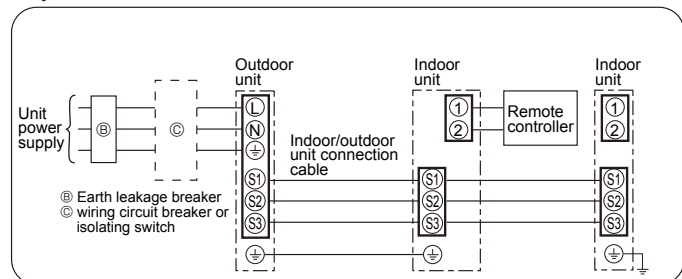 Outdoor
unit
Indoor
unit
Indoor
unit
Unit
power
supply
Ⓑ
Ⓒ
Ⓛ
Ⓝ
⏚
S1
S2
S3
⏚
Indoor/outdoor
unit connection
cable
①
②
Remote
controller
S1
S2
S3
⏚
①
②
S1
S2
S3
⏚
Ⓑ Earth leakage breaker
Ⓒ wiring circuit breaker or
isolating switch